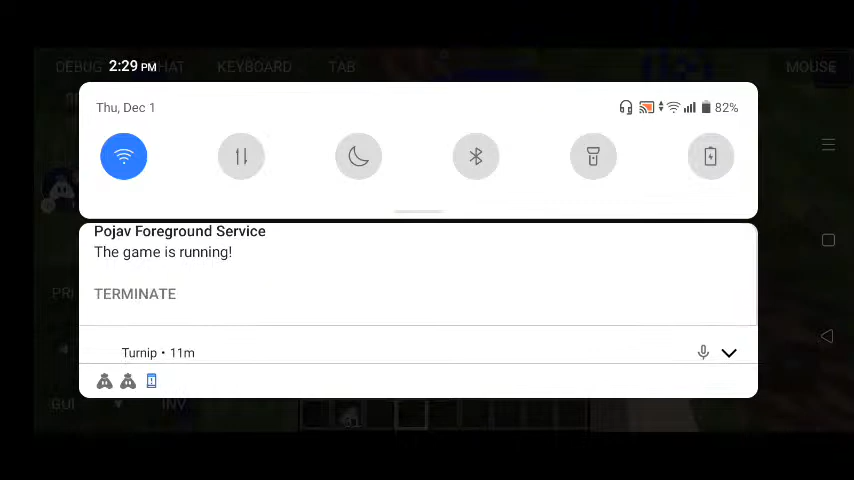 DEBUG 2:29 PM HAT KEYBOARD TAB MOUSE
Thu, Dec 1 82%
Pojav Foreground Service
The game is running!
TERMINATE
Turnip • 11m
GUI ▼ INV